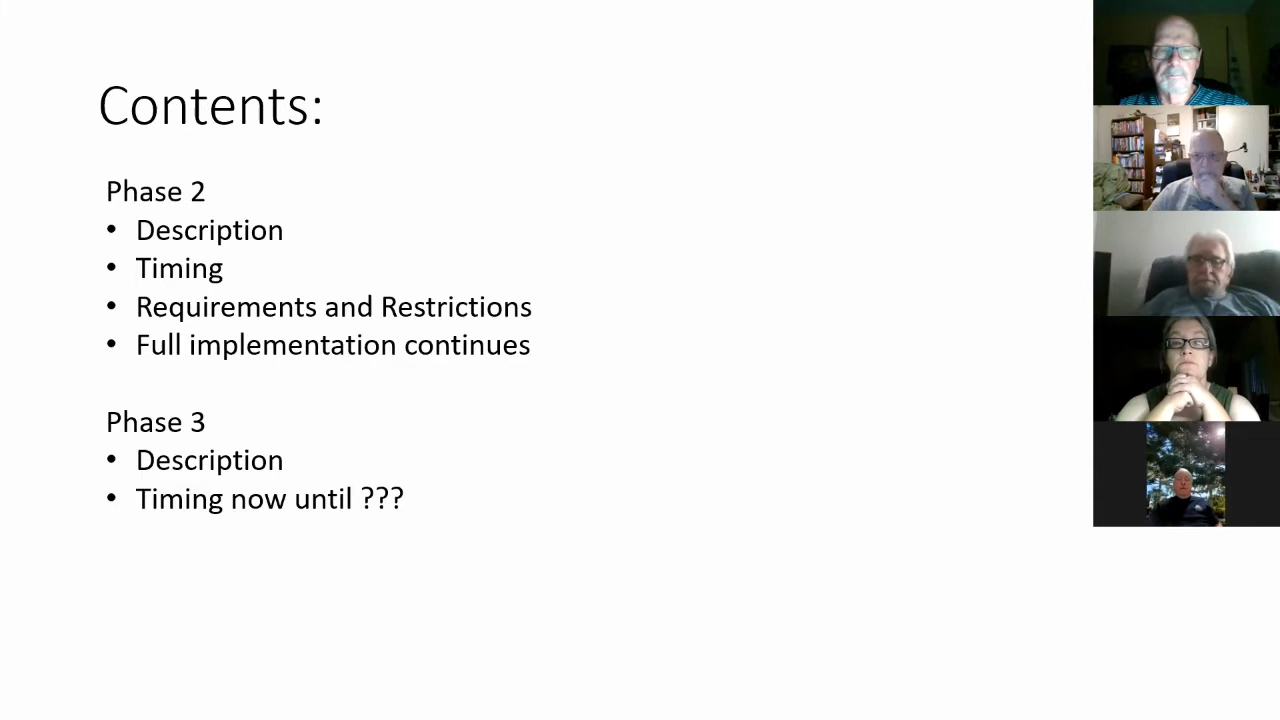 Contents:
Phase 2
• Description
• Timing
• Requirements and Restrictions
• Full implementation continues
Phase 3
• Description
• Timing now until ???